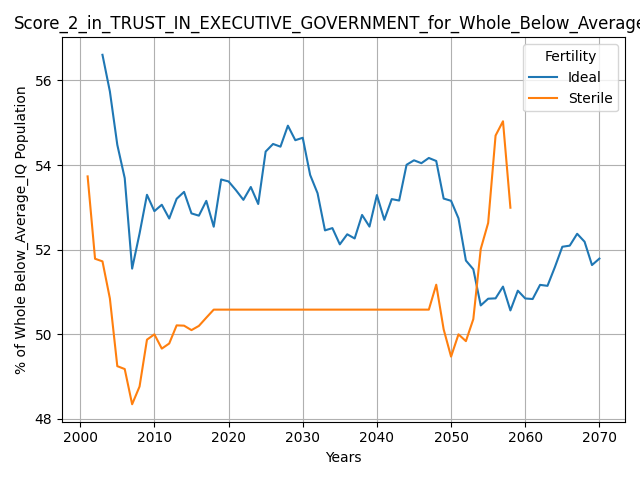 Score_2_in_TRUST_IN_EXECUTIVE_GOVERNMENT_for_Whole_Below_Average
Fertility
Ideal
Sterile
% of Whole Below_Average_IQ Population
56
54
52
50
48
2000 2010 2020 2030 2040 2050 2060 2070
Years